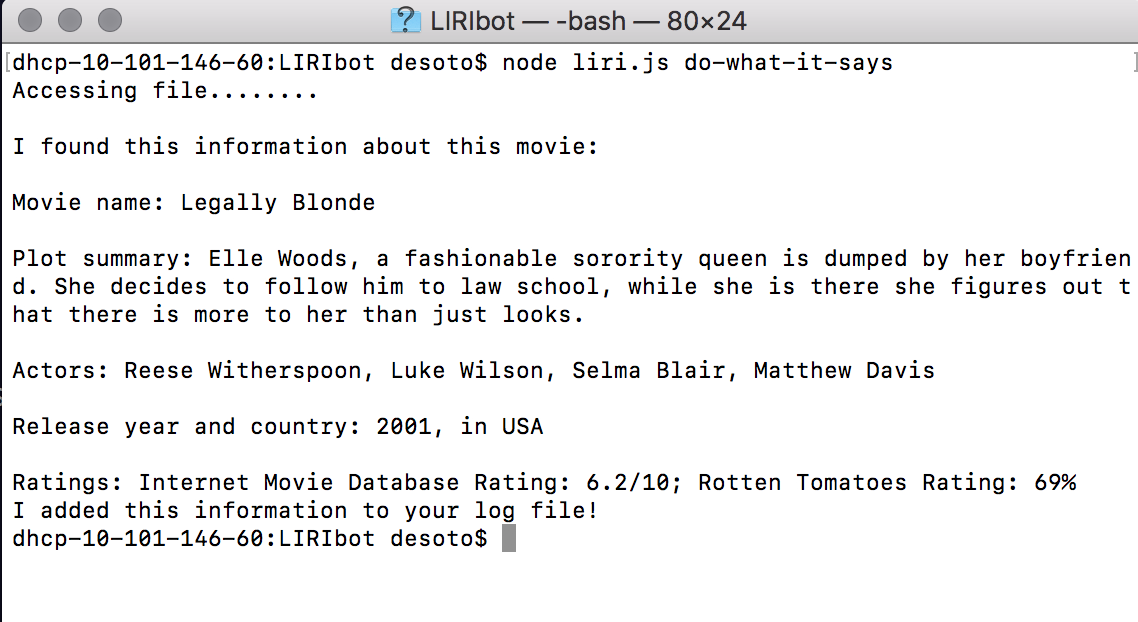 LIRIbot — -bash — 80×24
[dhcp-10-101-146-60:LIRIbot desoto$ node liri.js do-what-it-says ]
Accessing file........
I found this information about this movie:
Movie name: Legally Blonde
Plot summary: Elle Woods, a fashionable sorority queen is dumped by her boyfrien
d. She decides to follow him to law school, while she is there she figures out t
hat there is more to her than just looks.
Actors: Reese Witherspoon, Luke Wilson, Selma Blair, Matthew Davis
Release year and country: 2001, in USA
Ratings: Internet Movie Database Rating: 6.2/10; Rotten Tomatoes Rating: 69%
I added this information to your log file!
dhcp-10-101-146-60:LIRIbot desoto$